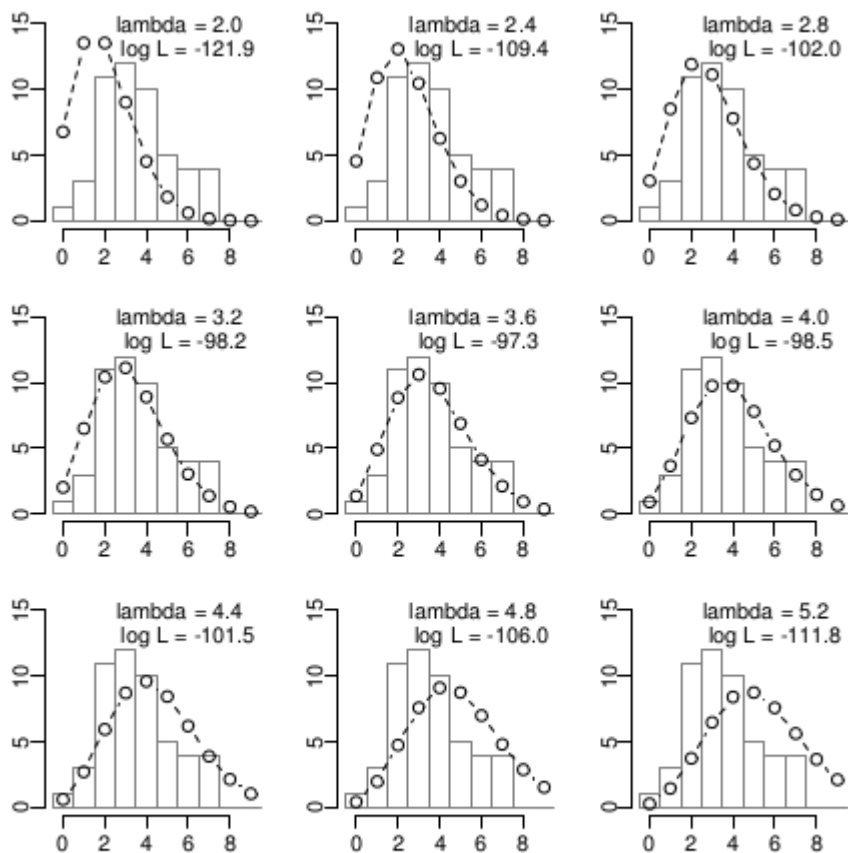 lambda = 2.0
log L = -121.9
15
10
5
0
0 2 4 6 8
lambda = 2.4
log L = -109.4
15
10
5
0
0 2 4 6 8
lambda = 2.8
log L = -102.0
15
10
5
0
0 2 4 6 8
lambda = 3.2
log L = -98.2
15
10
5
0
0 2 4 6 8
lambda = 3.6
log L = -97.3
15
10
5
0
0 2 4 6 8
lambda = 4.0
log L = -98.5
15
10
5
0
0 2 4 6 8
lambda = 4.4
log L = -101.5
15
10
5
0
0 2 4 6 8
lambda = 4.8
log L = -106.0
15
10
5
0
0 2 4 6 8
lambda = 5.2
log L = -111.8
15
10
5
0
0 2 4 6 8